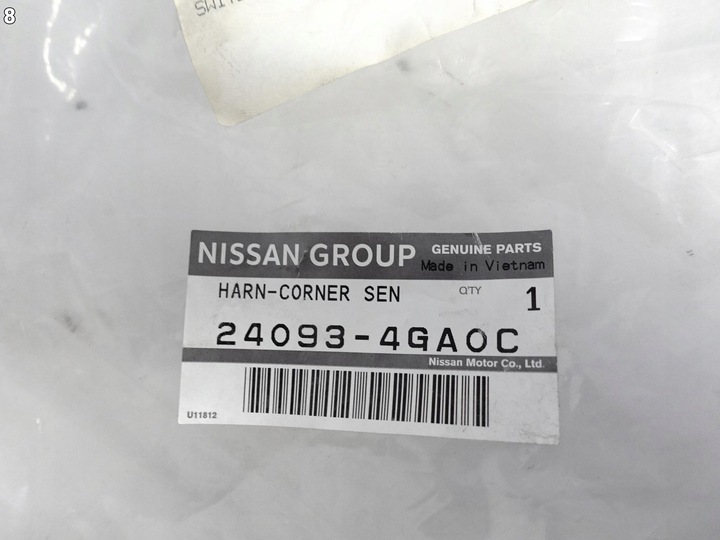 8
NISSAN GROUP GENUINE PARTS
Made in Vietnam
HARN-CORNER SEN Q'TY 1
24093-4GA0C
Nissan Motor Co., Ltd.
U11812